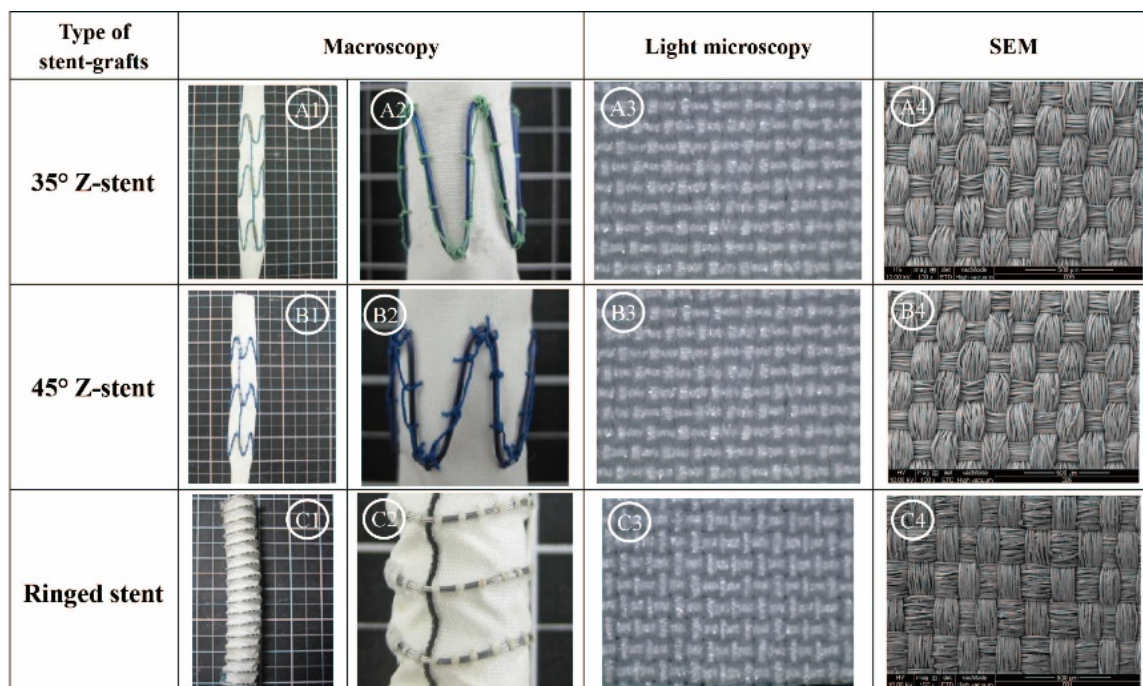 Type of
stent-grafts
Macroscopy
Light microscopy
SEM
35° Z-stent
A1
A2
A3
A4
45° Z-stent
B1
B2
B3
B4
Ringed stent
C1
C2
C3
C4